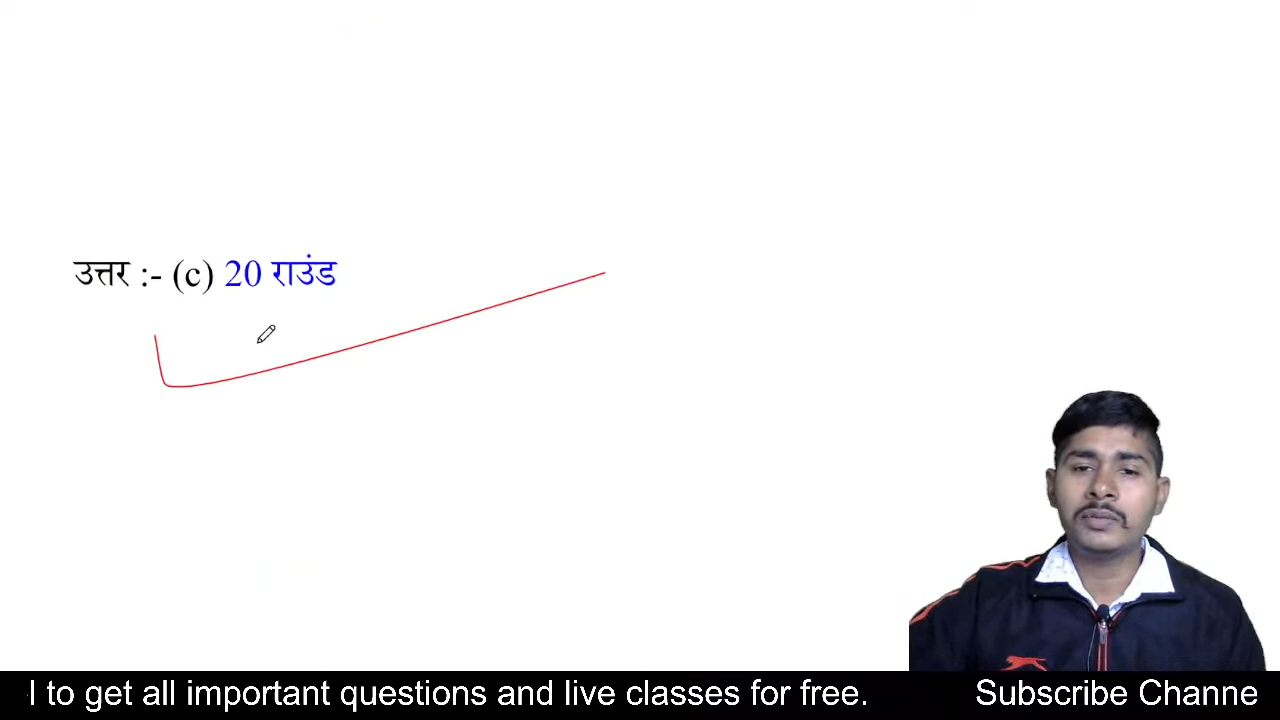 उत्तर :- (c) 20 राउंड
l to get all important questions and live classes for free. Subscribe Channe